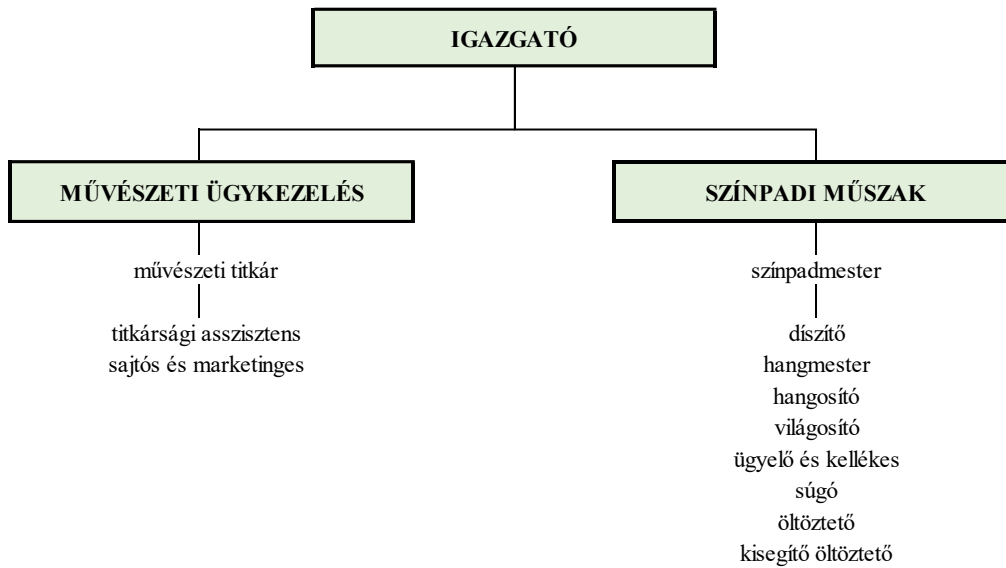 IGAZGATÓ
MŰVÉSZETI ÜGYKEZELÉS
művészeti titkár
titkársági asszisztens
sajtós és marketinges
SZÍNPADI MŰSZAK
színpadmester
díszítő
hangmester
hangosító
világosító
ügyelő és kellékes
súgó
öltöztető
kisegítő öltöztető